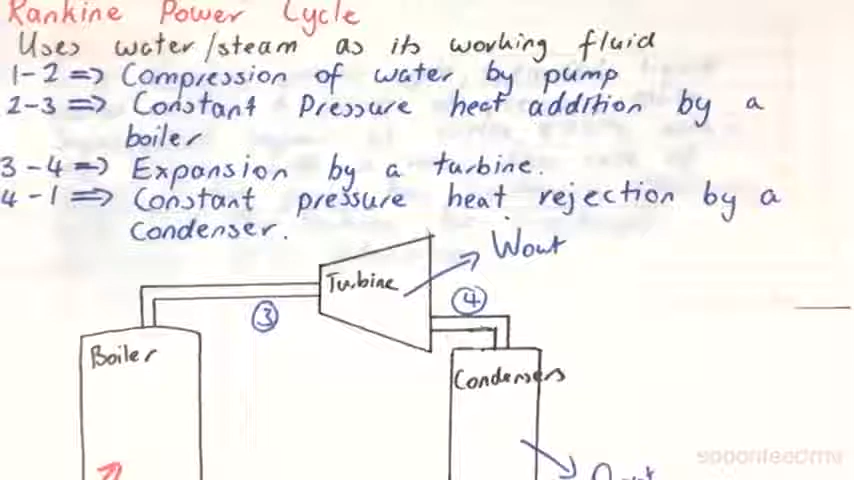 Rankine Power Cycle
Uses water/steam as its working fluid
1-2 => Compression of water by pump
2-3 => Constant Pressure heat addition by a
boiler
3-4 => Expansion by a turbine.
4-1 => Constant pressure heat rejection by a
Condenser.
Ẇout
Turbine
④
③
Boiler
Condensers